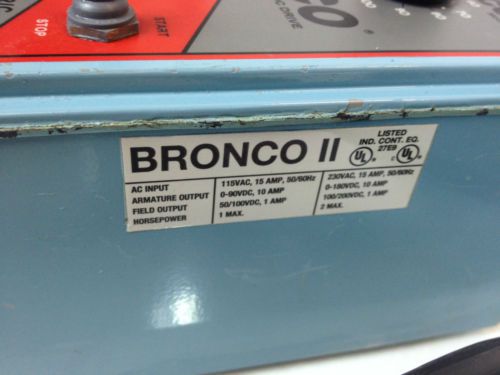 STOP
START
CO®
DRIVE
BRONCO II
LISTED
IND. CONT. EQ.
27E9
UL
C UL
AC INPUT 115VAC, 15 AMP, 50/60Hz 230VAC, 15 AMP, 50/60Hz
ARMATURE OUTPUT 0-90VDC, 10 AMP 0-180VDC, 10 AMP
FIELD OUTPUT 50/100VDC, 1 AMP 100/200VDC, 1 AMP
HORSEPOWER 1 MAX. 2 MAX.